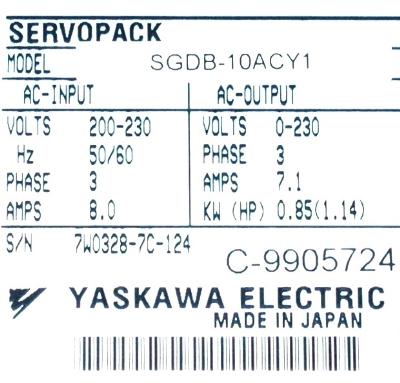 SERVOPACK
MODEL SGDB-10ACY1
AC-INPUT AC-OUTPUT
VOLTS 200-230 VOLTS 0-230
Hz 50/60 PHASE 3
PHASE 3 AMPS 7.1
AMPS 8.0 KW (HP) 0.85(1.14)
S/N 7W0328-7C-124
C-9905724
YASKAWA ELECTRIC
MADE IN JAPAN